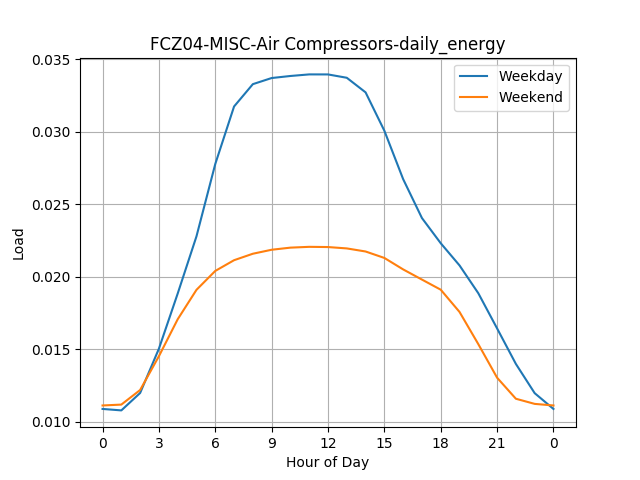 FCZ04-MISC-Air Compressors-daily_energy
Weekday
Weekend
0.035
0.030
0.025
0.020
0.015
0.010
Load
0 3 6 9 12 15 18 21 0
Hour of Day